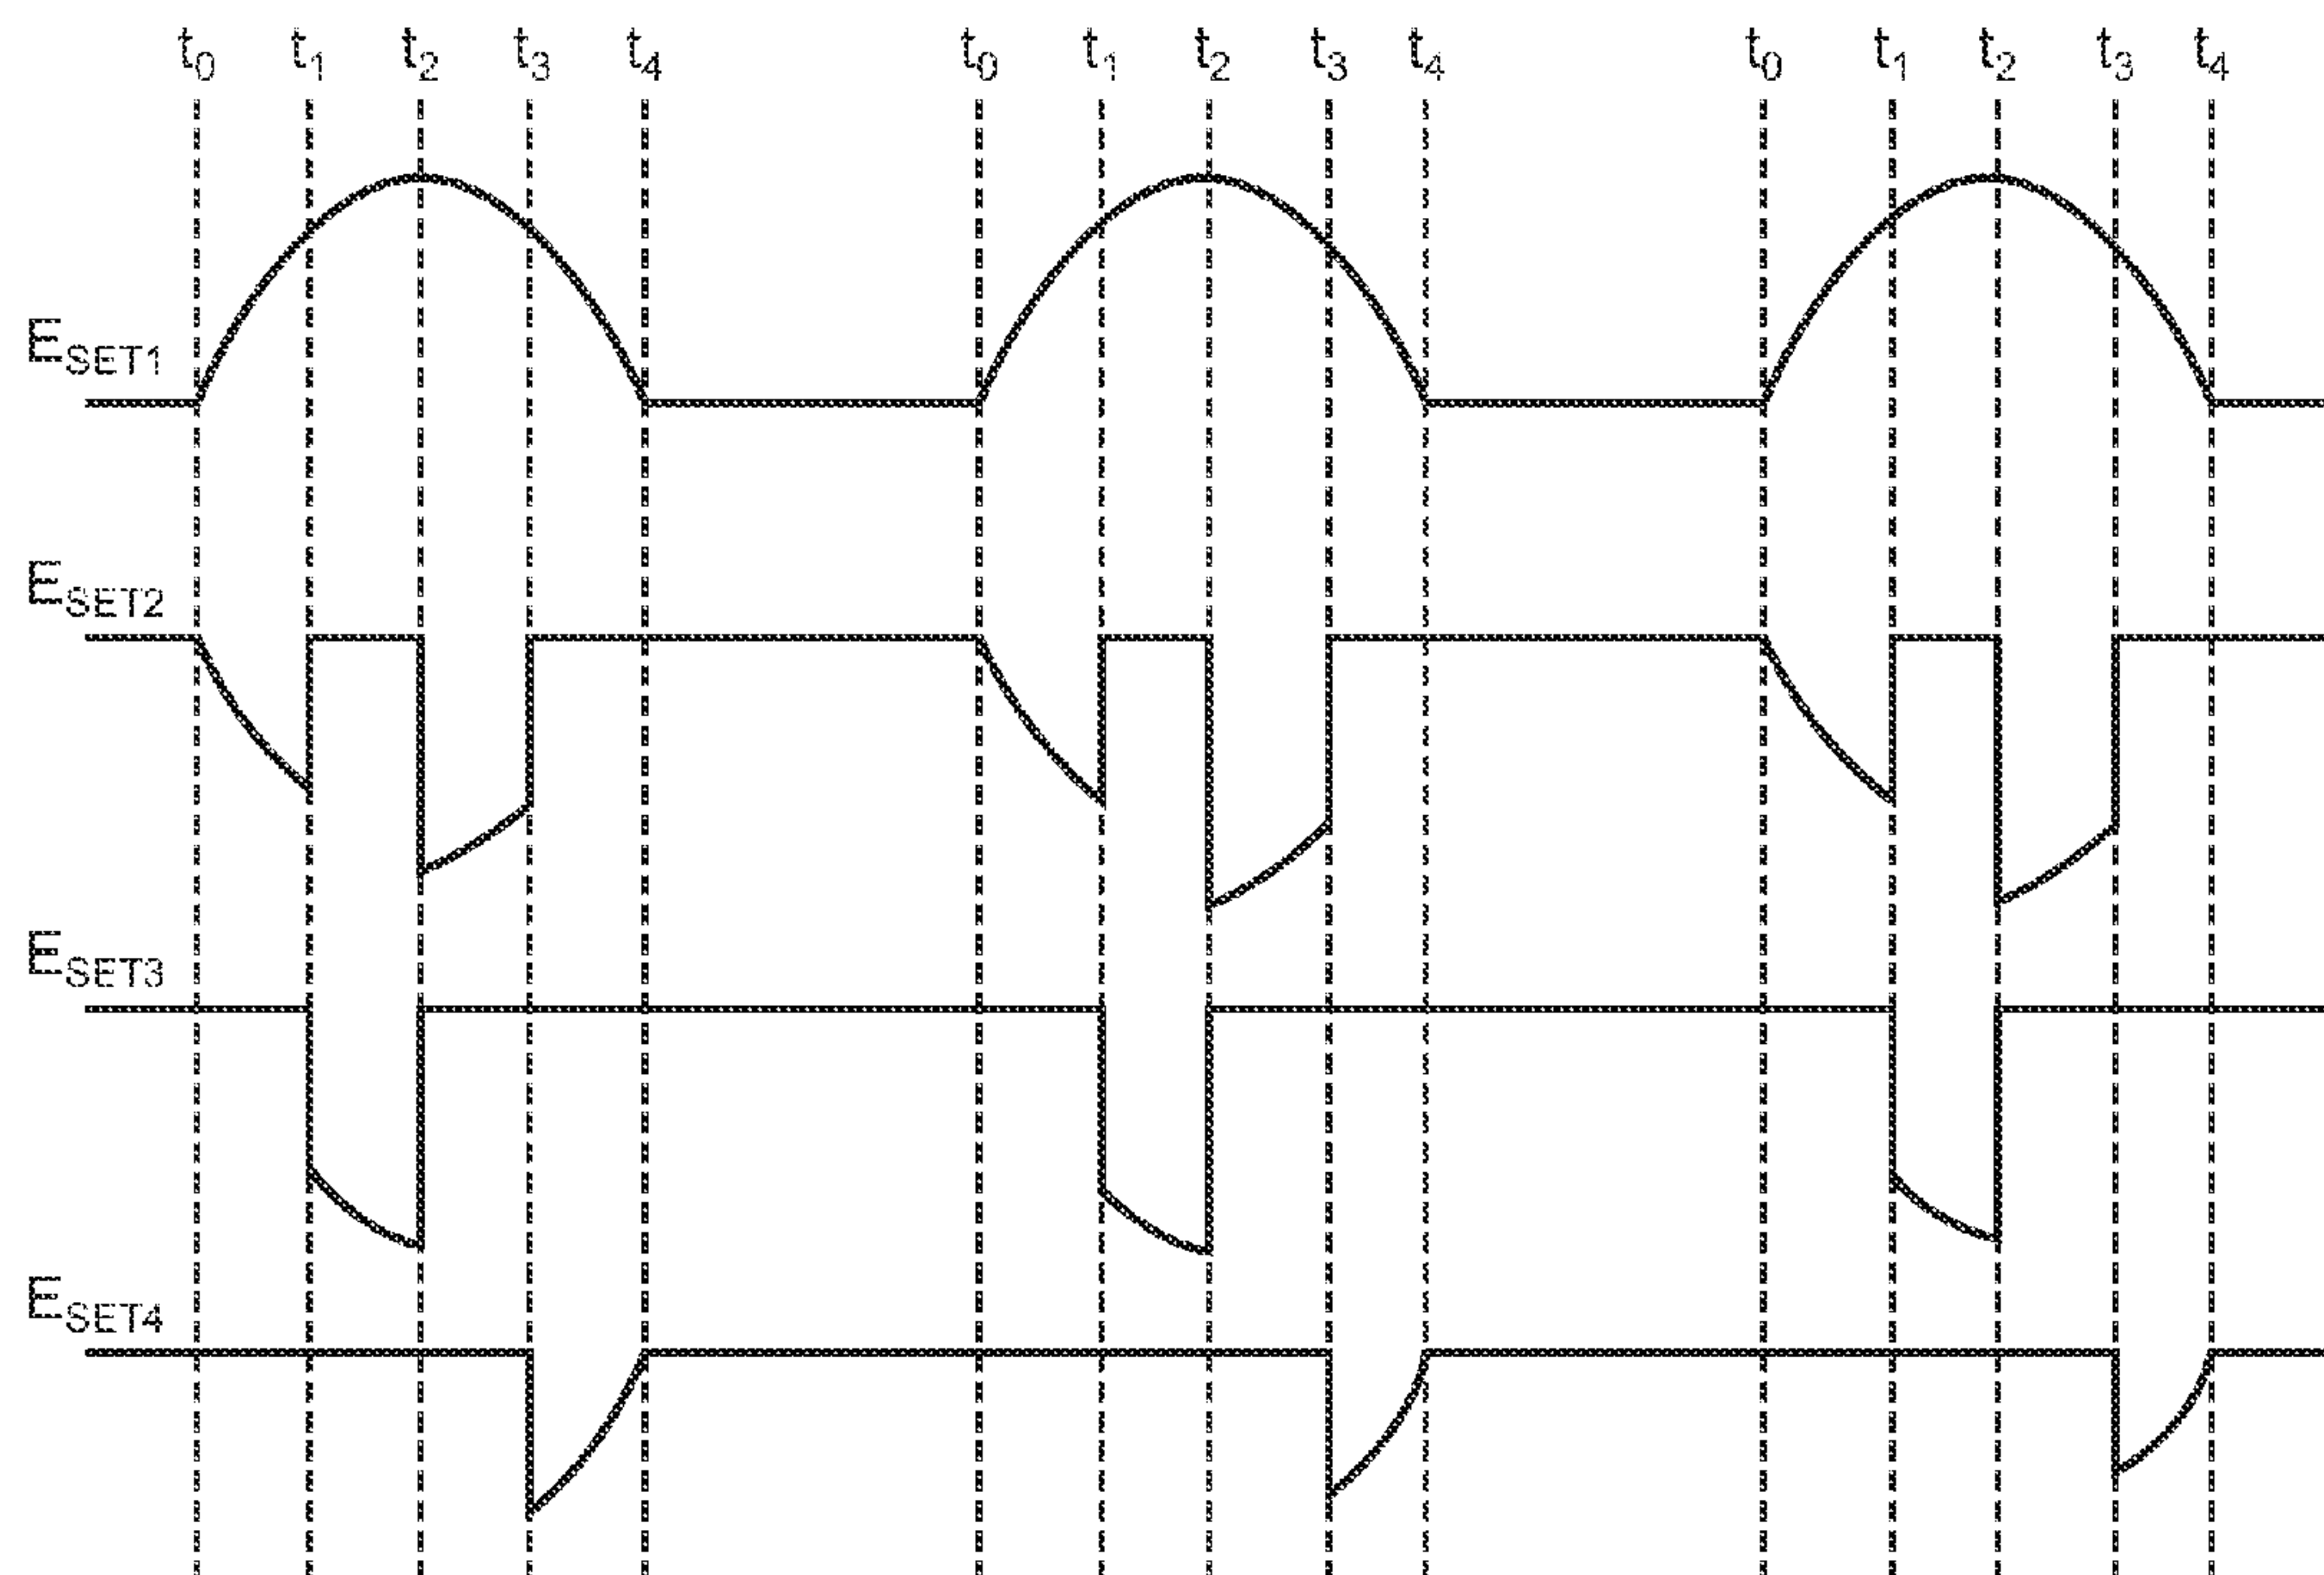 t0 t1 t2 t3 t4 t0 t1 t2 t3 t4 t0 t1 t2 t3 t4
ESET1
ESET2
ESET3
ESET4